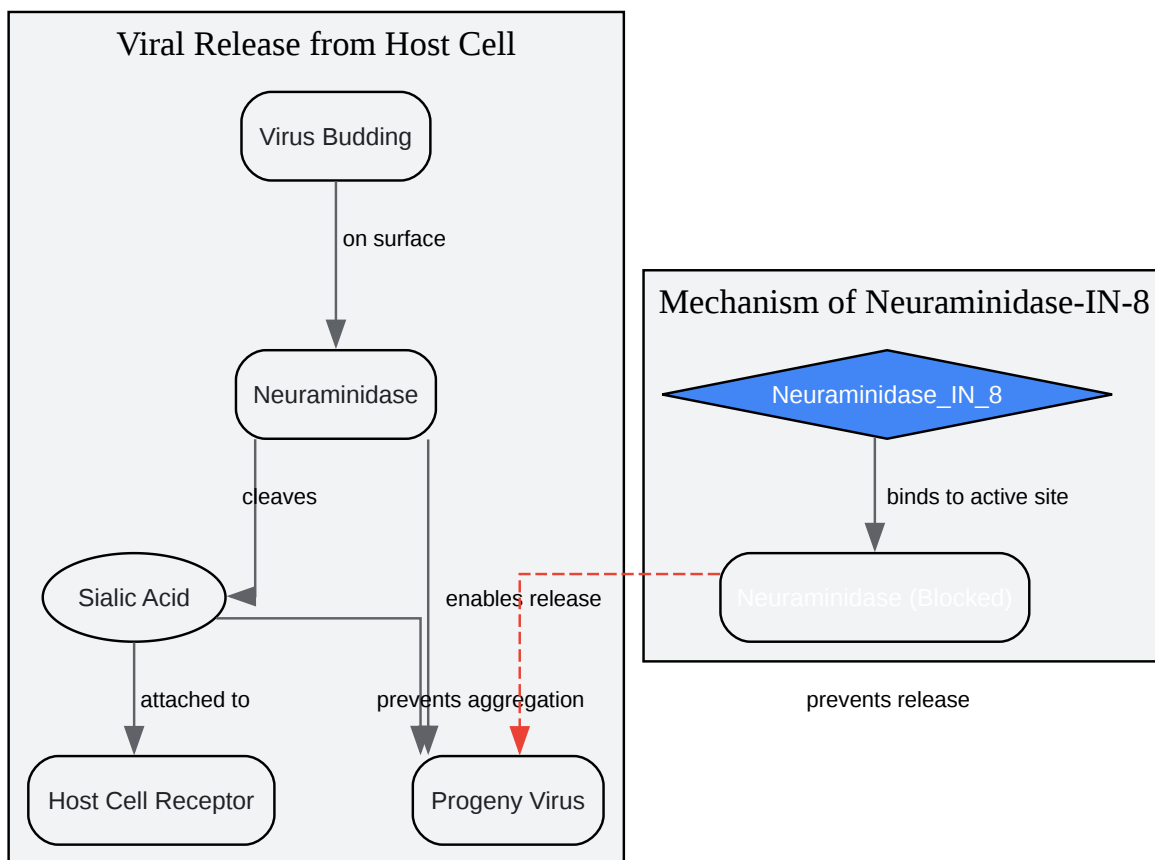 Viral Release from Host Cell
Virus Budding
on surface
Neuraminidase
cleaves
Sialic Acid
enables release
attached to
prevents aggregation
Host Cell Receptor
Progeny Virus
Mechanism of Neuraminidase-IN-8
Neuraminidase_IN_8
binds to active site
Neuraminidase (Blocked)
prevents release